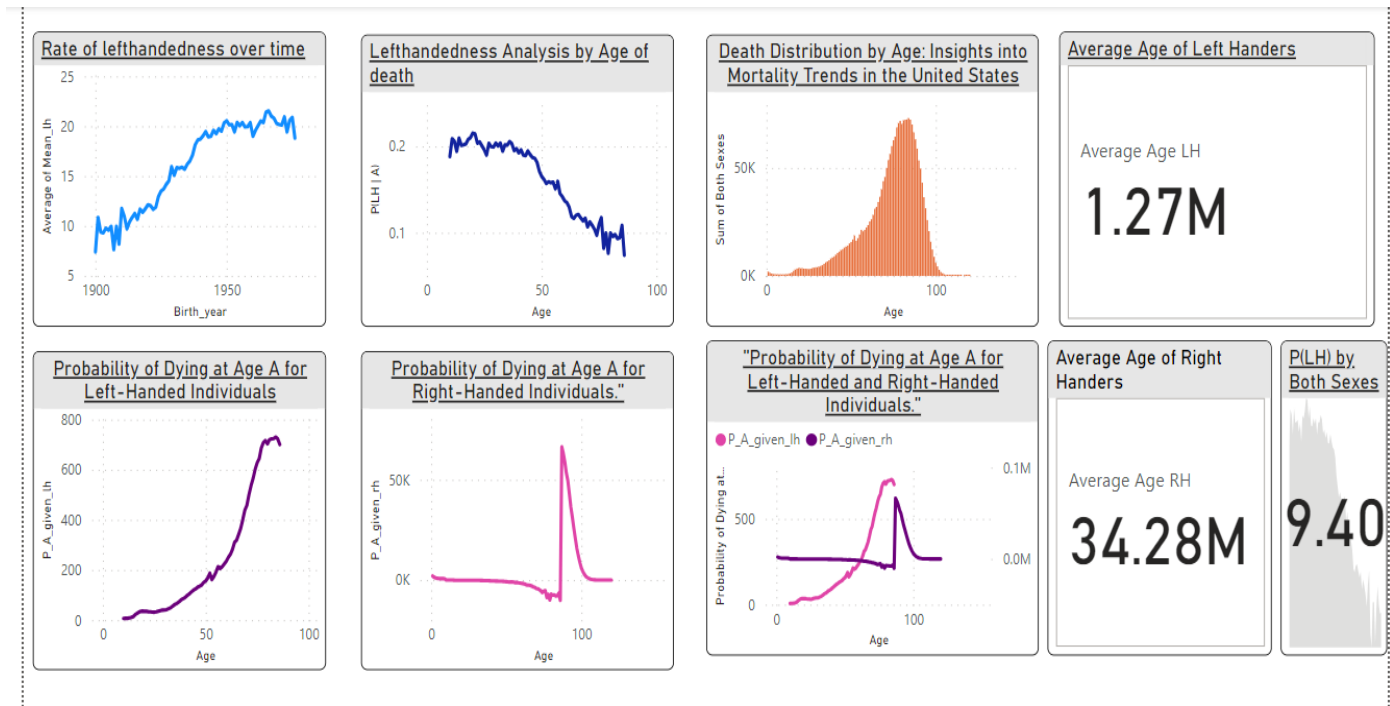 Rate of lefthandedness over time
25
20
15
10
5
Average of Mean_lh
1900
1950
Birth_year
Lefthandedness Analysis by Age of
death
0.2
0.1
P(LH | A)
0
50
100
Age
Death Distribution by Age: Insights into
Mortality Trends in the United States
50K
0K
Sum of Both Sexes
0
100
Age
Average Age of Left Handers
Average Age LH
1.27M
Probability of Dying at Age A for
Left-Handed Individuals
800
600
400
200
0
P_A_given_lh
0
50
100
Age
Probability of Dying at Age A for
Right-Handed Individuals."
50K
0K
P_A_given_rh
0
100
Age
"Probability of Dying at Age A for
Left-Handed and Right-Handed
Individuals."
P_A_given_lh P_A_given_rh
500
0
Probability of Dying at...
0.1M
0.0M
0
100
Age
Average Age of Right
Handers
Average Age RH
34.28M
P(LH) by
Both Sexes
9.40